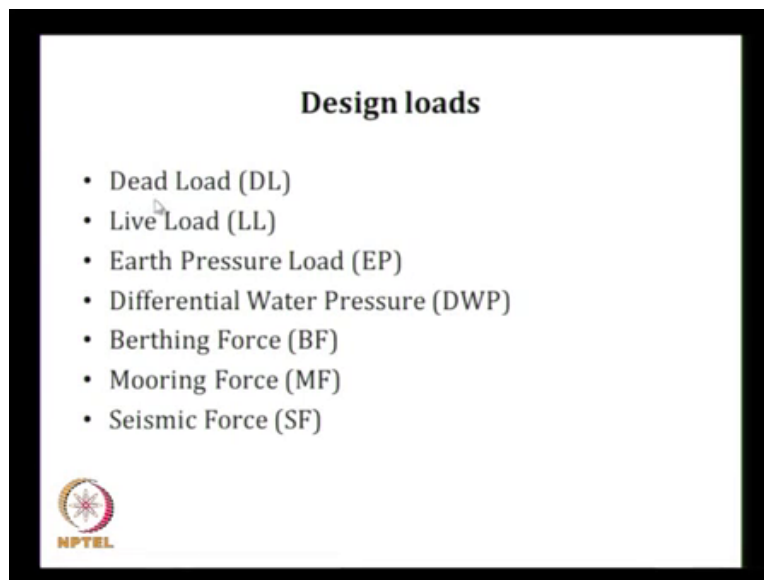 Design loads
• Dead Load (DL)
• Live Load (LL)
• Earth Pressure Load (EP)
• Differential Water Pressure (DWP)
• Berthing Force (BF)
• Mooring Force (MF)
• Seismic Force (SF)
NPTEL